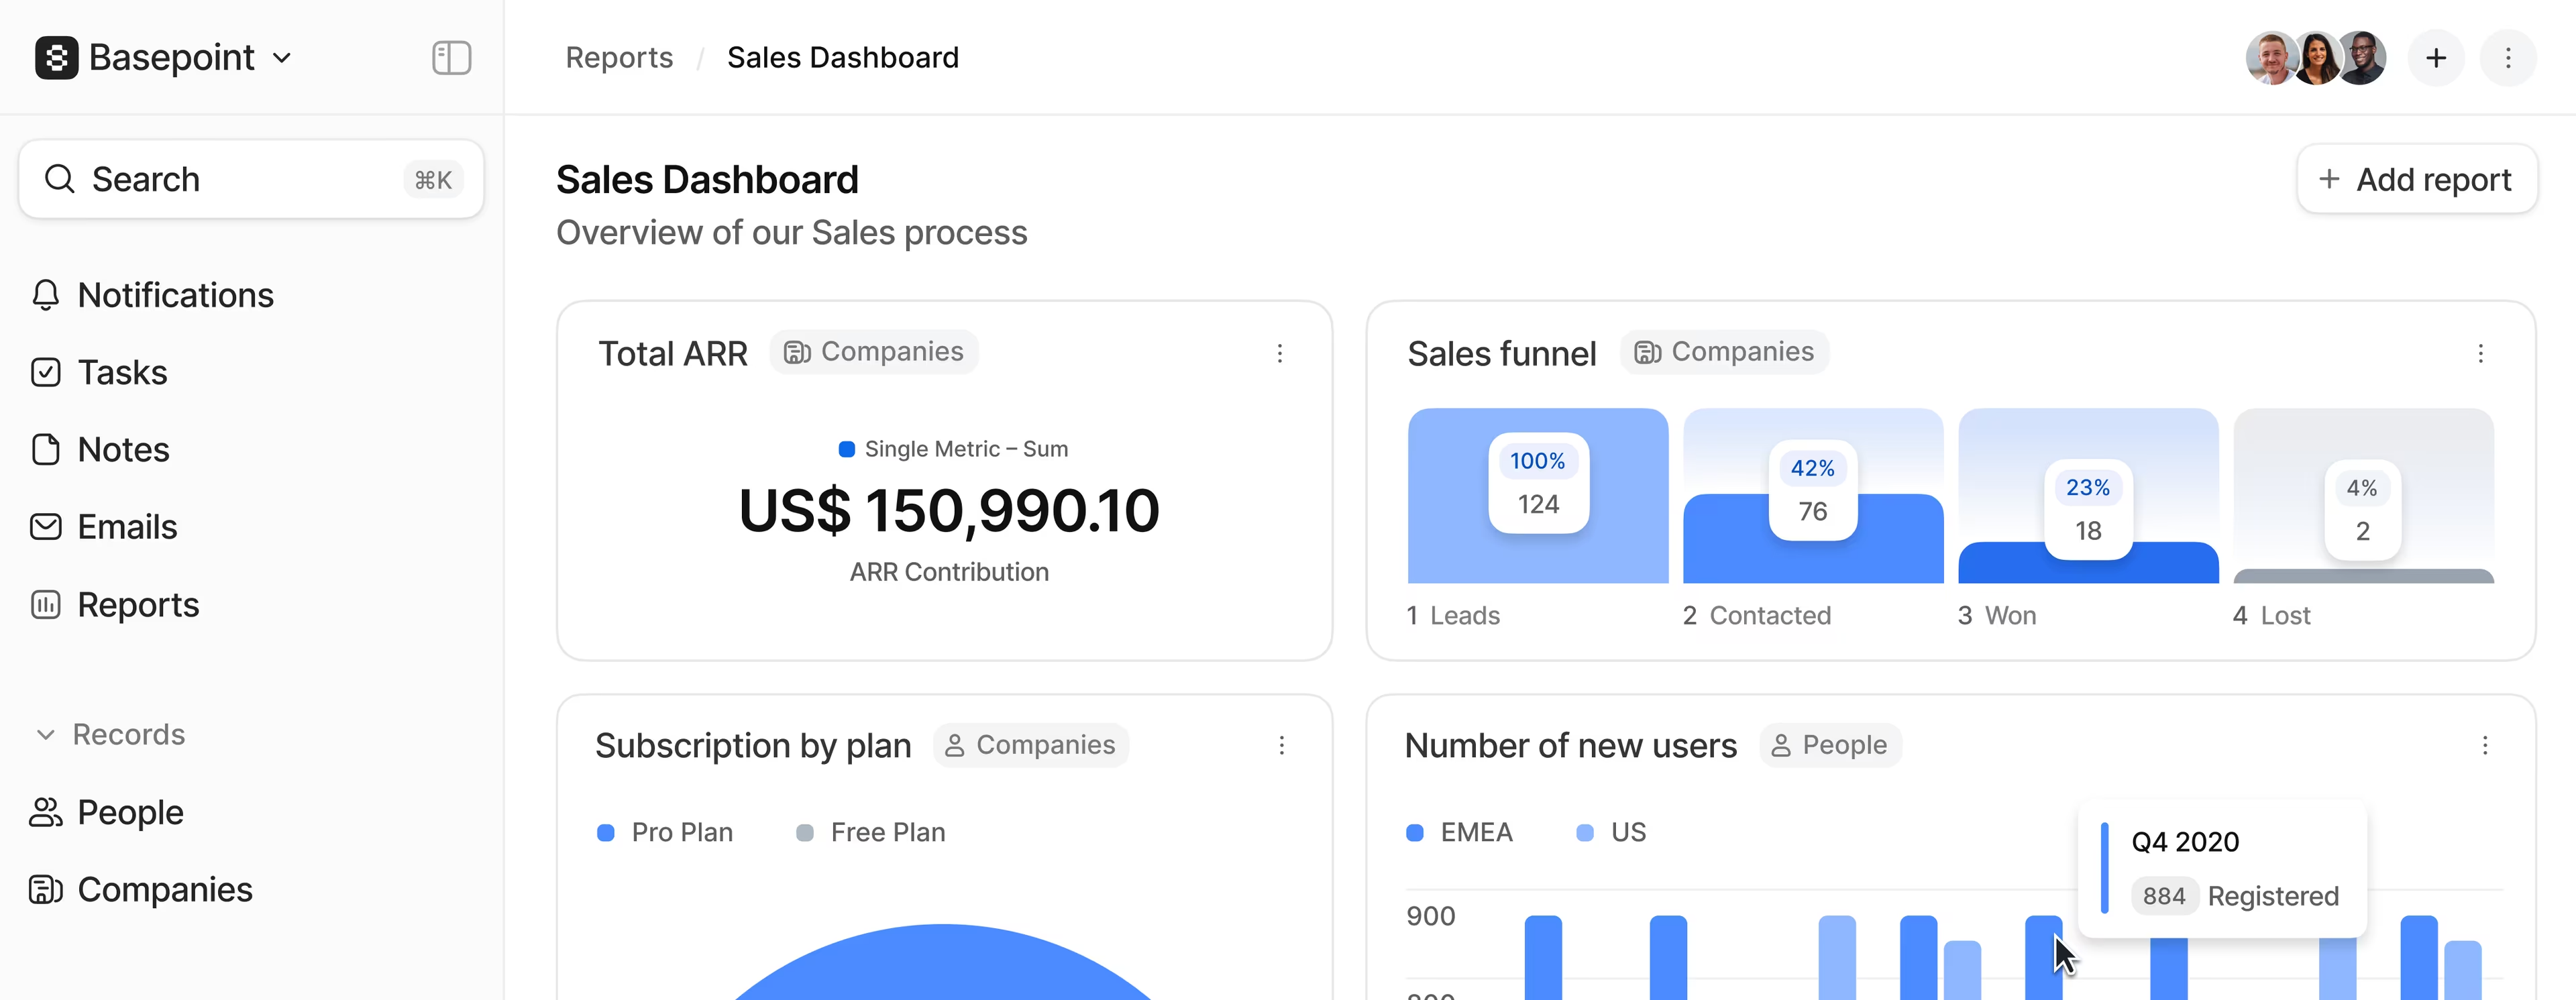 Basepoint
Search
⌘K
Notifications
Tasks
Notes
Emails
Reports
Records
People
Companies
Reports / Sales Dashboard
Sales Dashboard
Overview of our Sales process
+ Add report
Total ARR
Companies
Single Metric – Sum
US$ 150,990.10
ARR Contribution
Sales funnel
Companies
100%
124
42%
76
23%
18
4%
2
1 Leads
2 Contacted
3 Won
4 Lost
Subscription by plan
Companies
Pro Plan
Free Plan
Number of new users
People
EMEA
US
Q4 2020
884 Registered
900